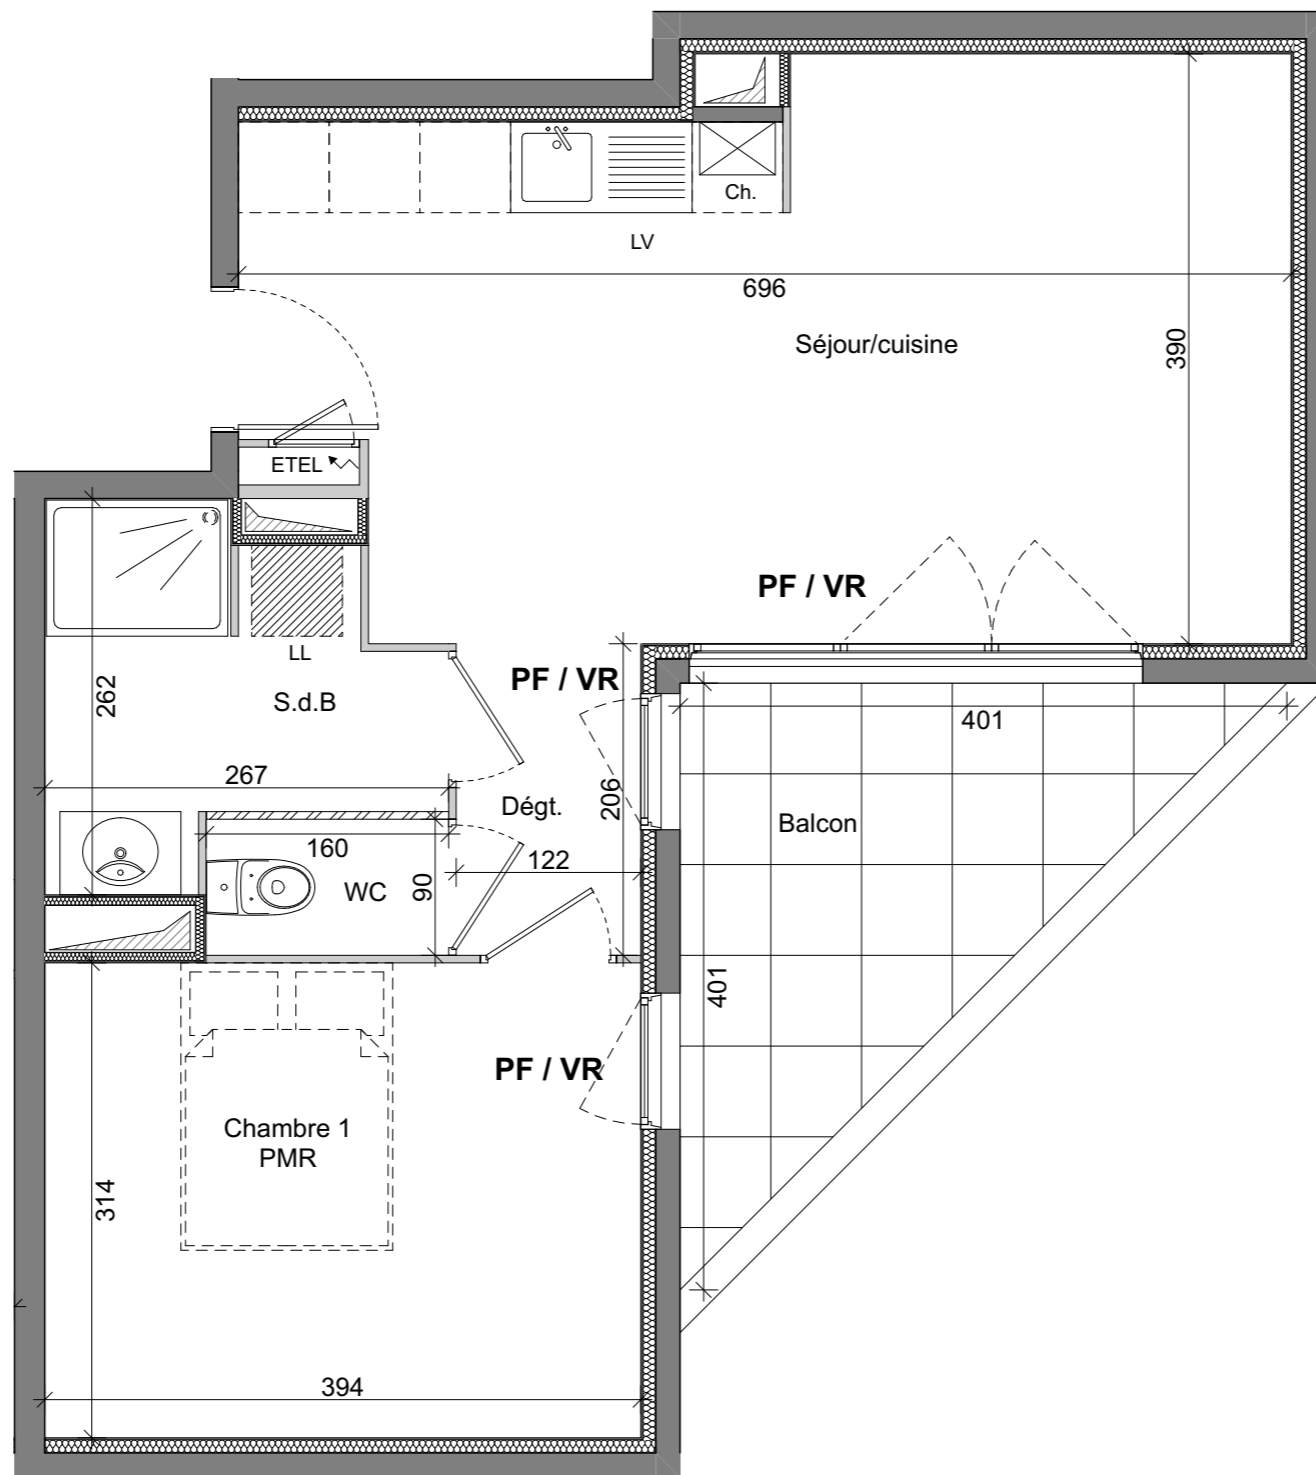 Ch.
LV
696
Séjour/cuisine
390
ETEL
PF / VR
LL
PF / VR
S.d.B
262
401
267
206
Dégt.
Balcon
160
122
WC
90
401
PF / VR
Chambre 1
PMR
314
394